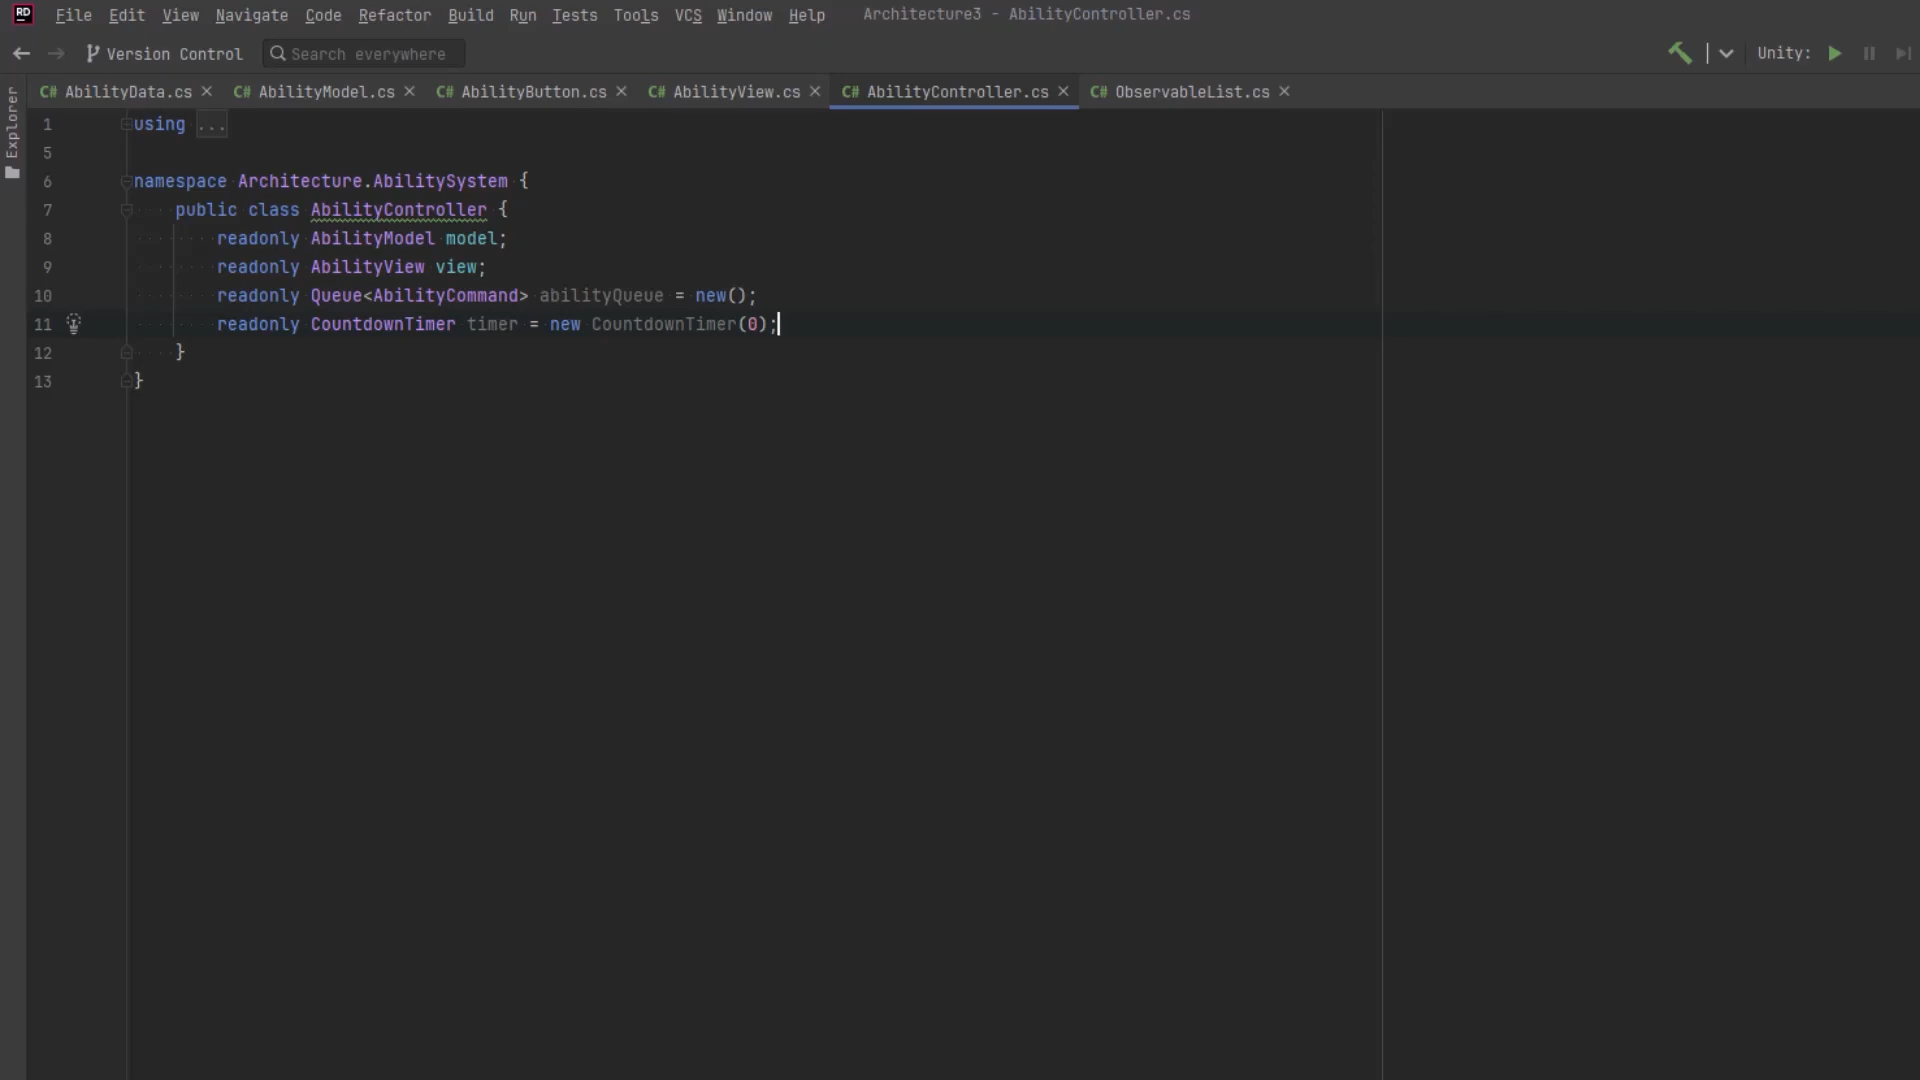 RD File Edit View Navigate Code Refactor Build Run Tests Tools VCS Window Help Architecture3 - AbilityController.cs
Version Control Search everywhere Unity:
C# AbilityData.cs C# AbilityModel.cs C# AbilityButton.cs C# AbilityView.cs C# AbilityController.cs C# ObservableList.cs
Explorer
1 using ...
5
6 namespace Architecture.AbilitySystem {
7 public class AbilityController {
8 readonly AbilityModel model;
9 readonly AbilityView view;
10 readonly Queue<AbilityCommand> abilityQueue = new();
11 readonly CountdownTimer timer = new CountdownTimer(0);
12 }
13 }